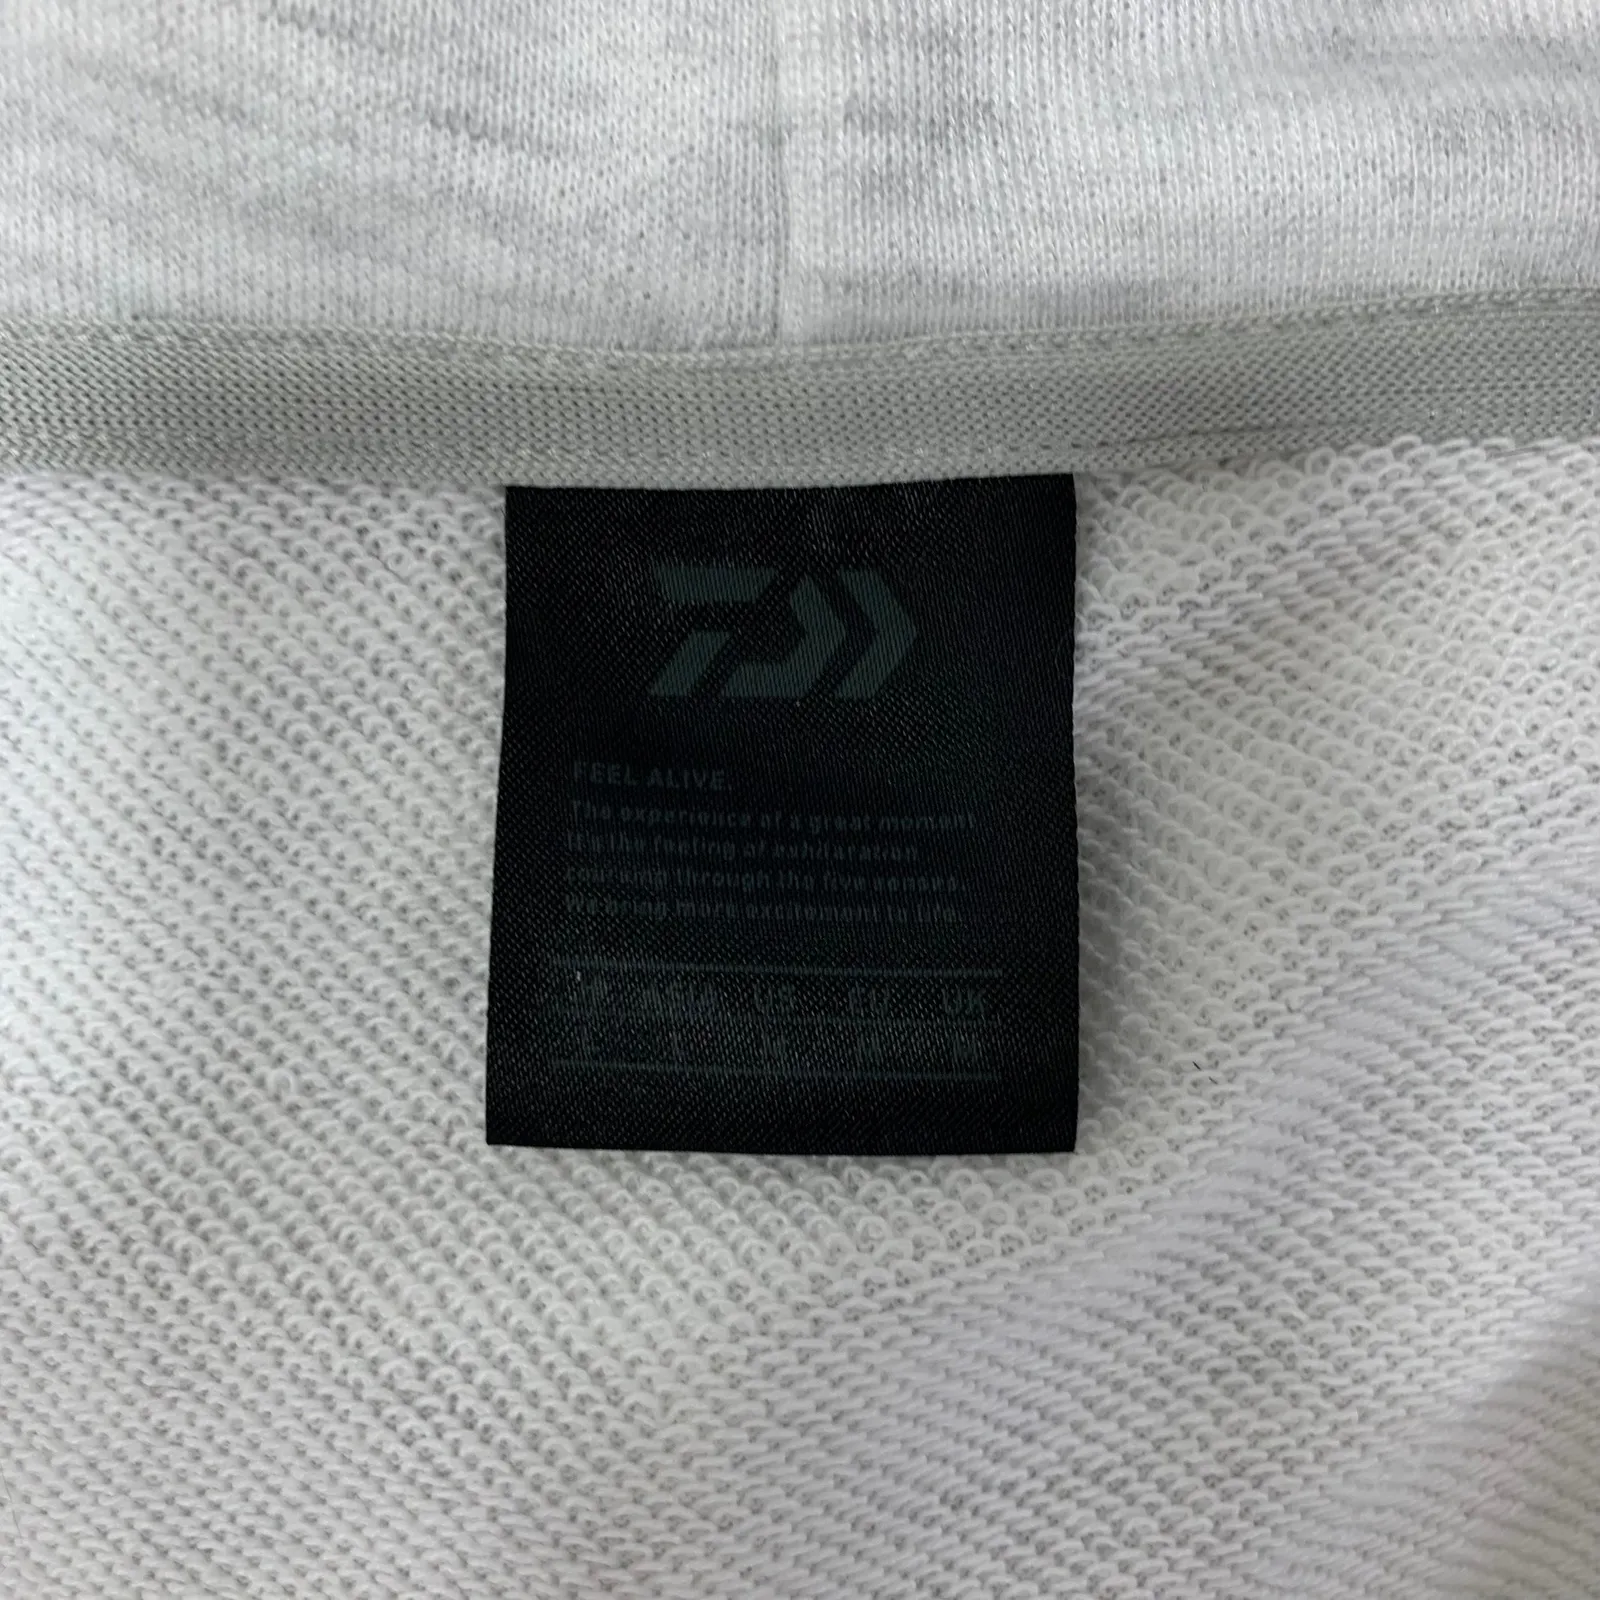 FEEL ALIVE.
The experience of a great moment
It's the feeling of exhilaration
coursing through the five senses.
We bring more excitement to life.
JP ASIA US EU UK
L L M M M